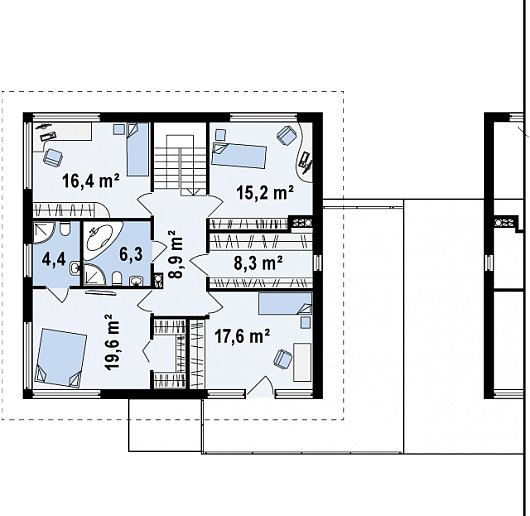 16,4 m²
15,2 m²
4,4
6,3
8,9 m²
8,3 m²
19,6 m²
17,6 m²